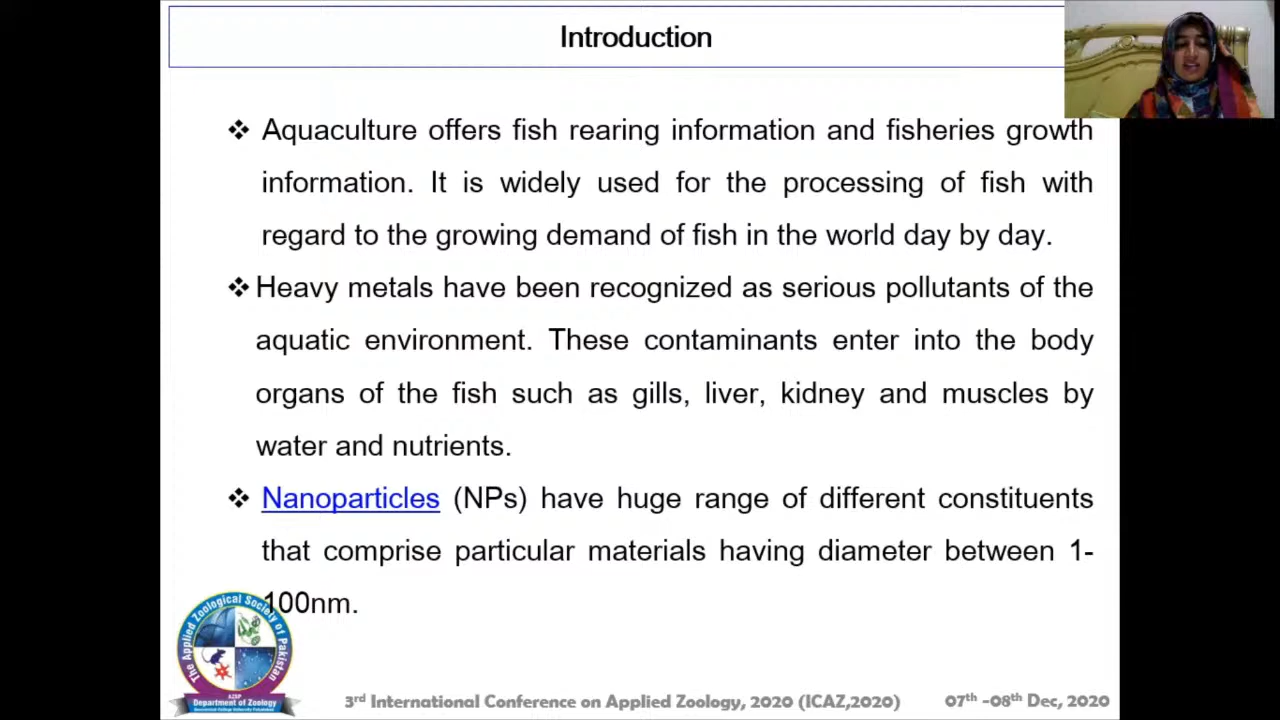 Introduction
❖ Aquaculture offers fish rearing information and fisheries growth
information. It is widely used for the processing of fish with
regard to the growing demand of fish in the world day by day.
❖ Heavy metals have been recognized as serious pollutants of the
aquatic environment. These contaminants enter into the body
organs of the fish such as gills, liver, kidney and muscles by
water and nutrients.
❖ Nanoparticles (NPs) have huge range of different constituents
that comprise particular materials having diameter between 1-
100nm.
The Applied Zoological Society of Pakistan
AZSP
Department of Zoology
3rd International Conference on Applied Zoology, 2020 (ICAZ,2020) 07th -08th Dec, 2020